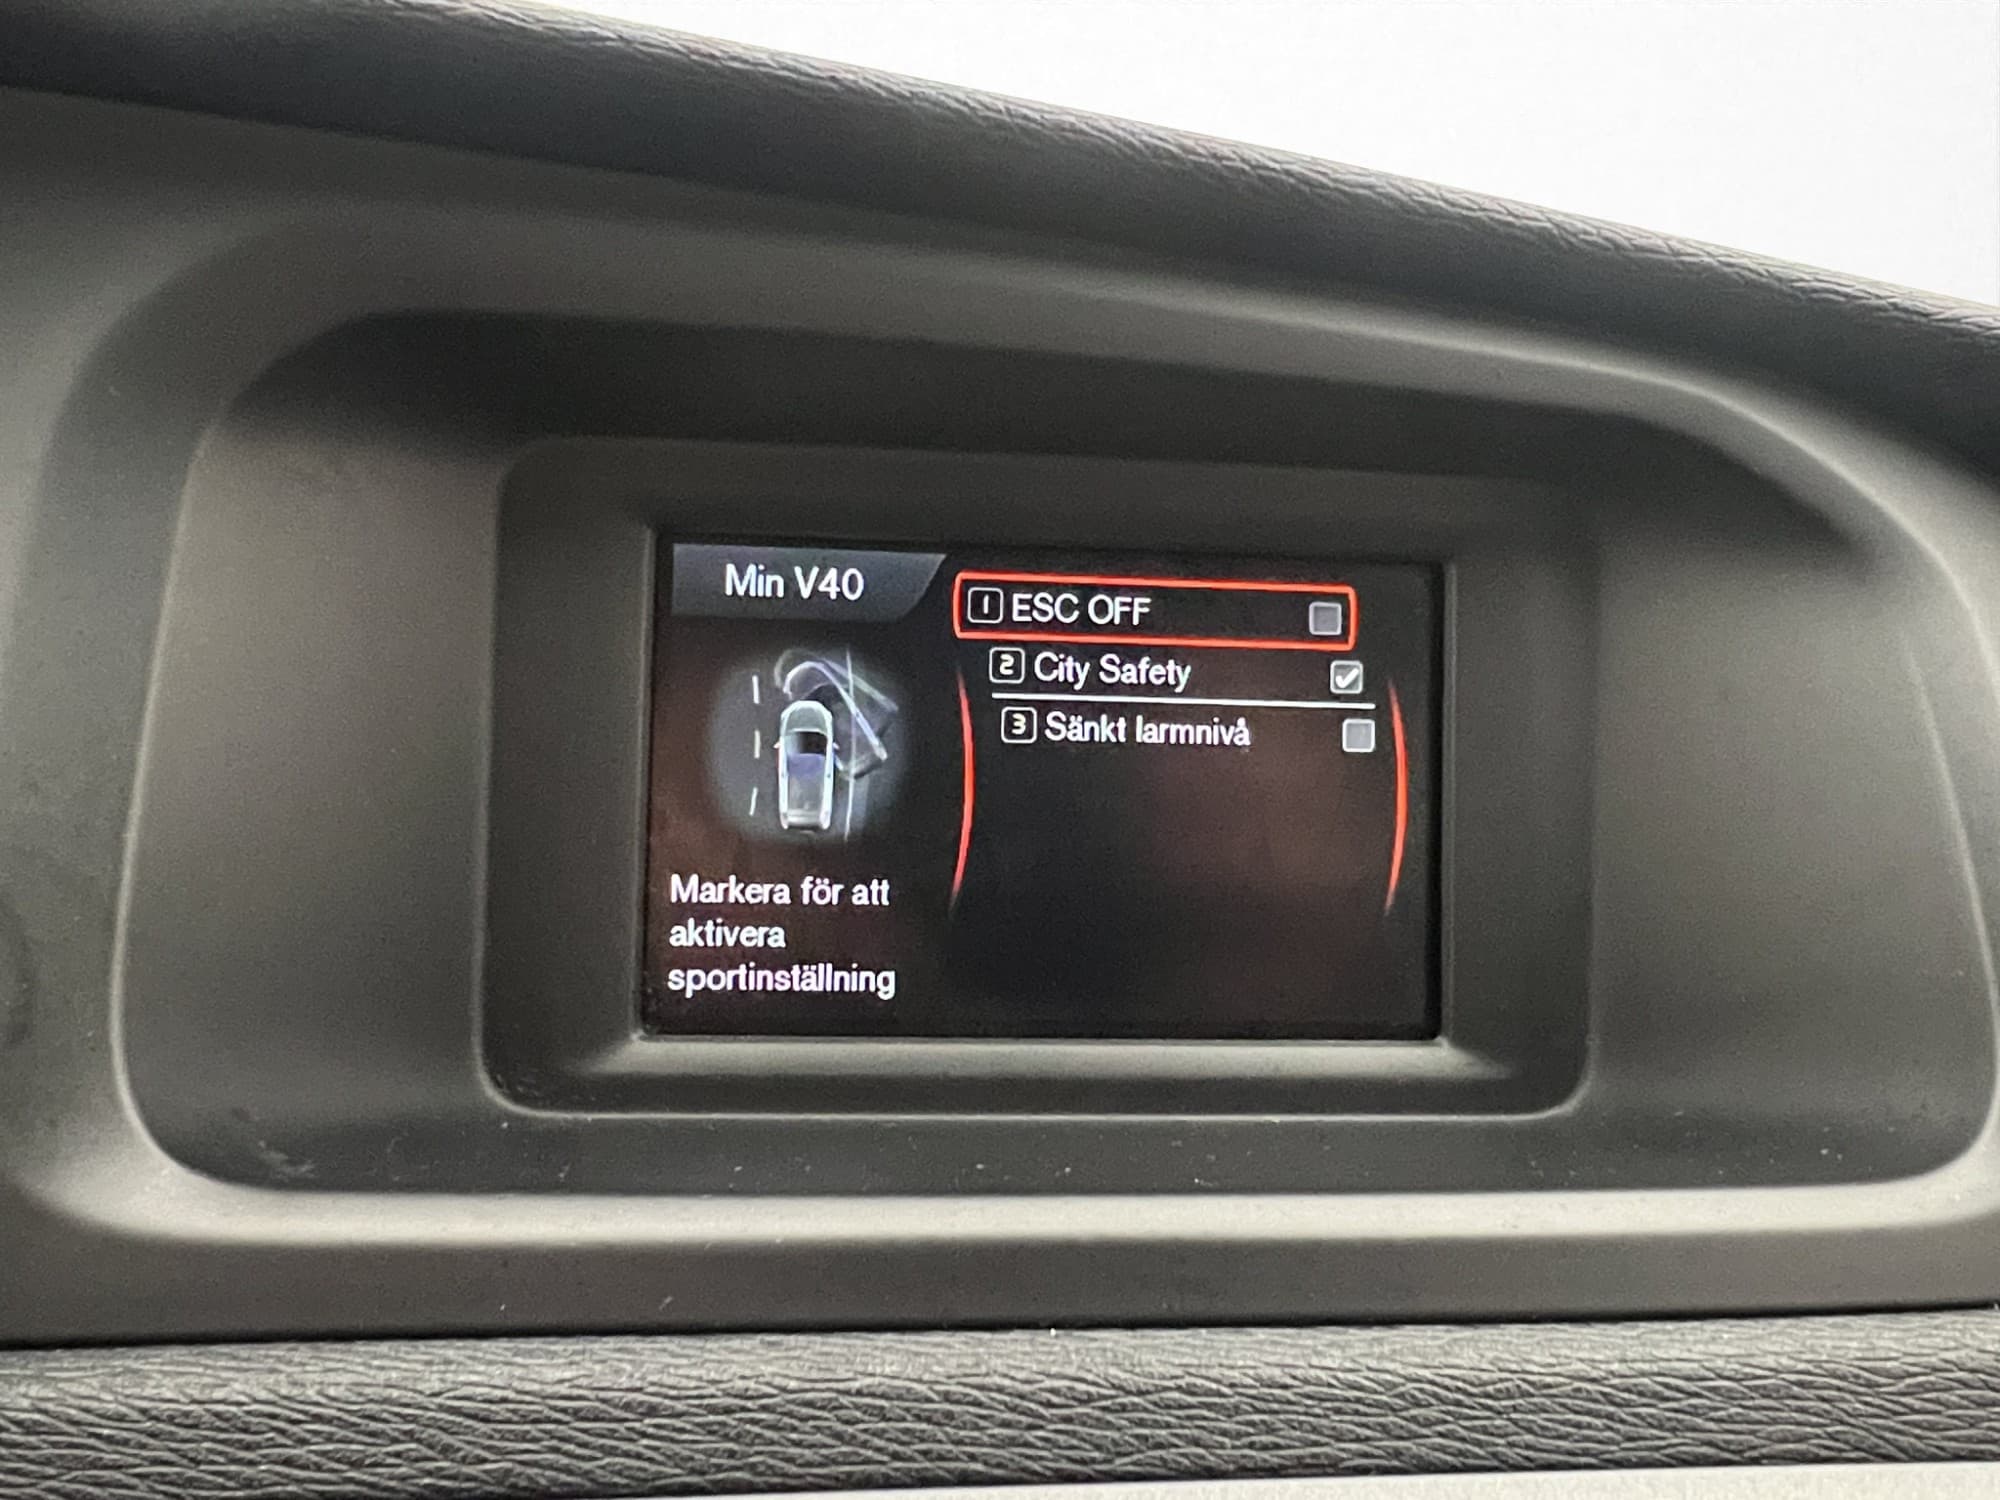 Min V40
1 ESC OFF
2 City Safety
3 Sänkt larmnivå
Markera för att
aktivera
sportinställning